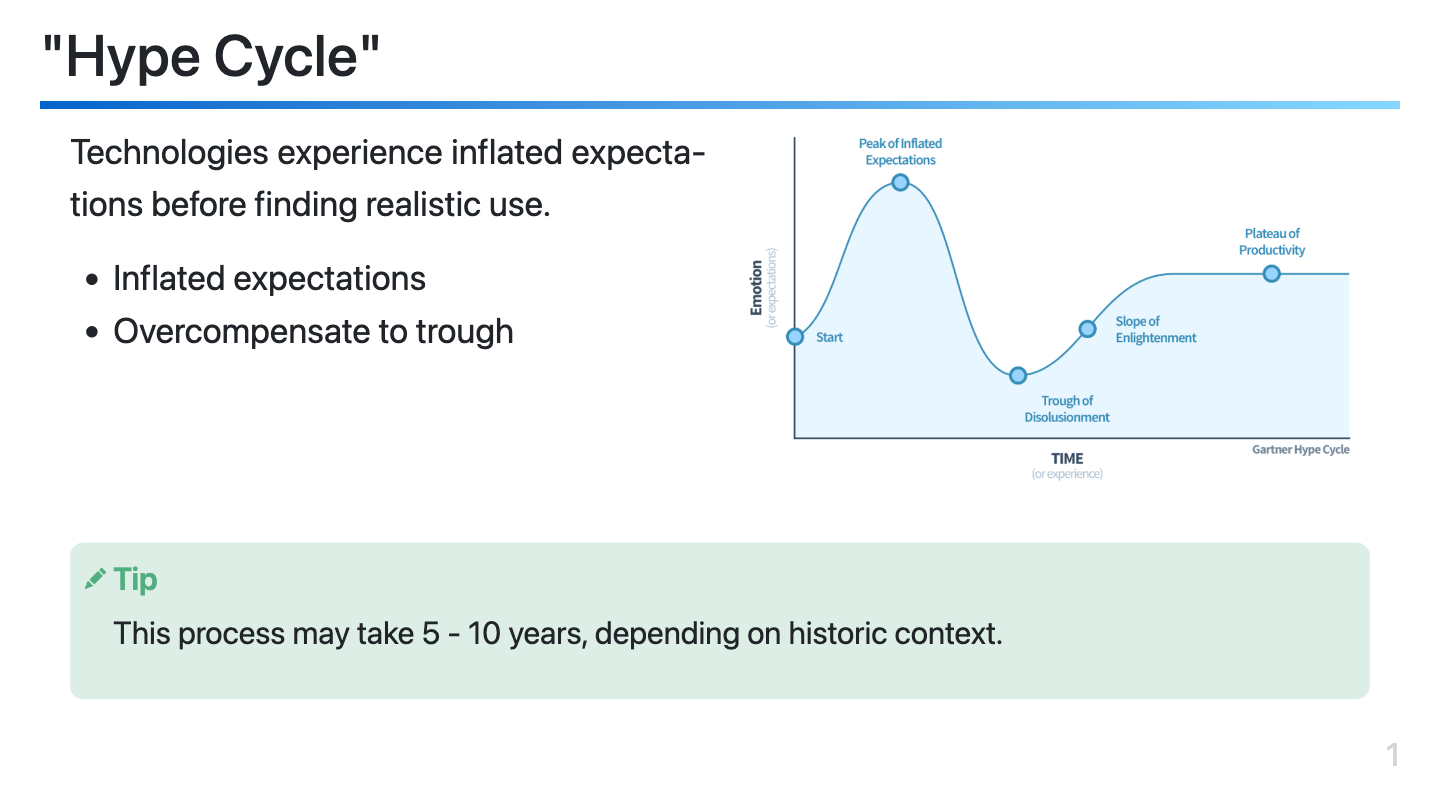 "Hype Cycle"
Technologies experience inflated expecta-
tions before finding realistic use.
• Inflated expectations
• Overcompensate to trough
Peak of Inflated
Expectations
Plateau of
Productivity
Emotion
(or expectations)
Start
Slope of
Enlightenment
Trough of
Disolusionment
Gartner Hype Cycle
TIME
(or experience)
Tip
This process may take 5 - 10 years, depending on historic context.
1